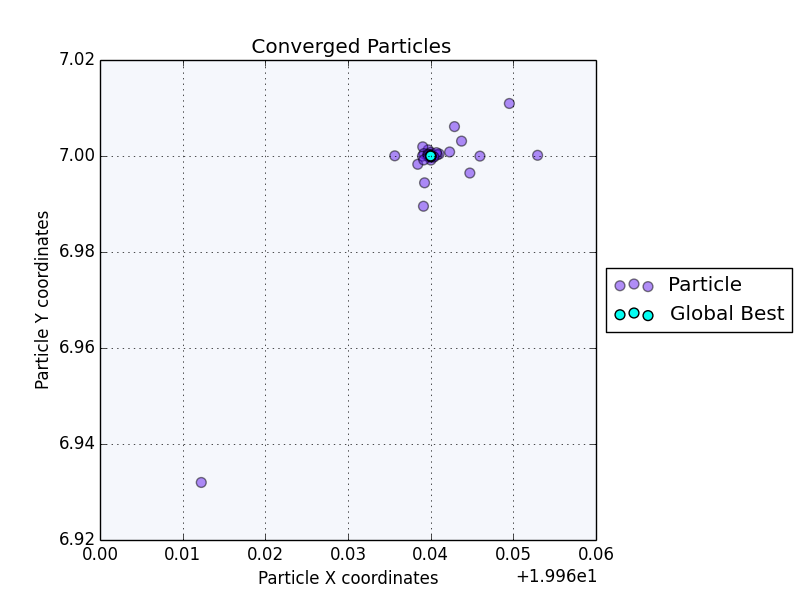 Converged Particles
7.02
7.00
6.98
6.96
6.94
6.92
Particle Y coordinates
0.00 0.01 0.02 0.03 0.04 0.05 0.06
Particle X coordinates
+1.996e1
Particle
Global Best